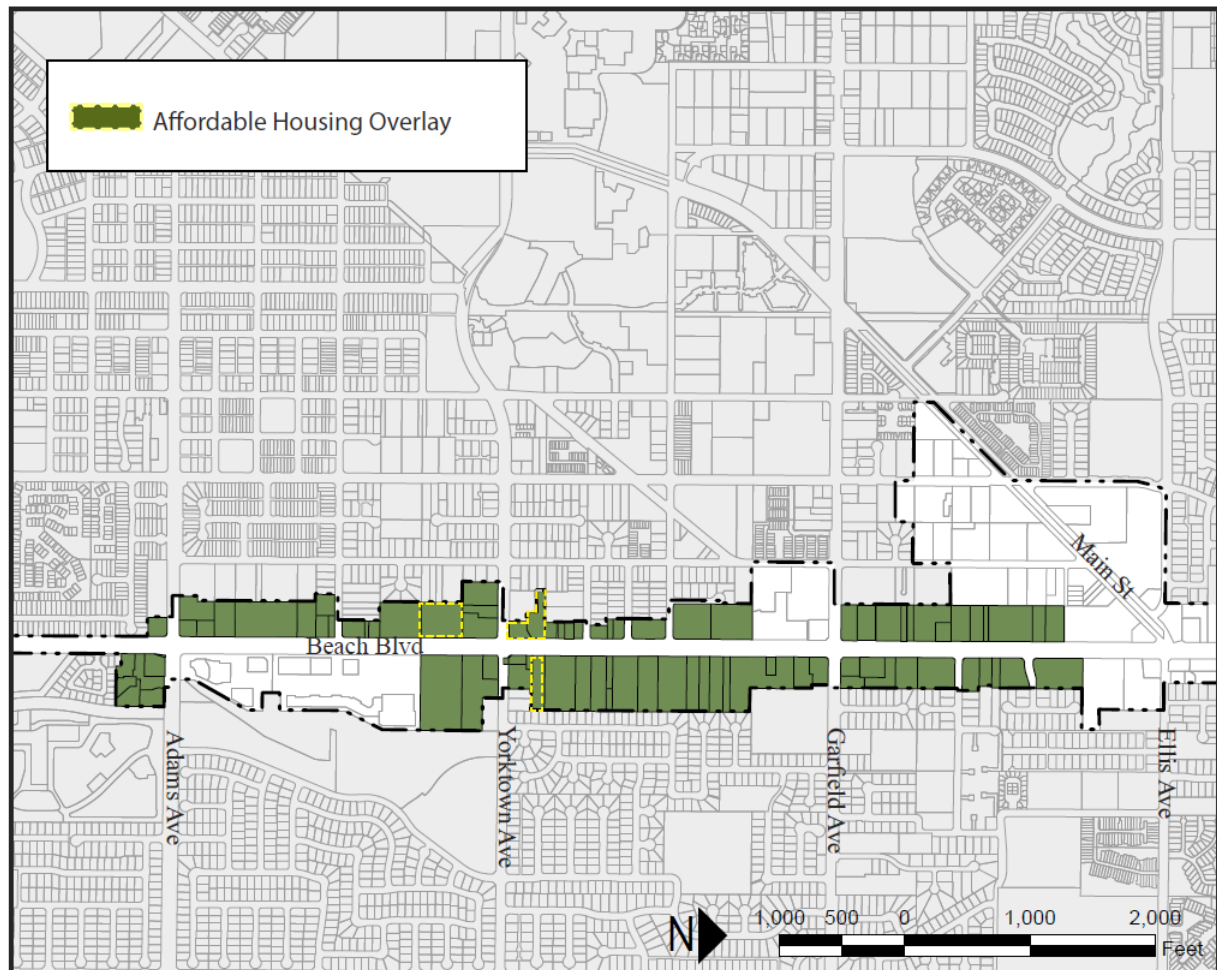 Affordable Housing Overlay
Main St
Beach Blvd
Adams Ave
Yorktown Ave
Garfield Ave
Ellis Ave
N
1,000 500 0 1,000 2,000
Feet